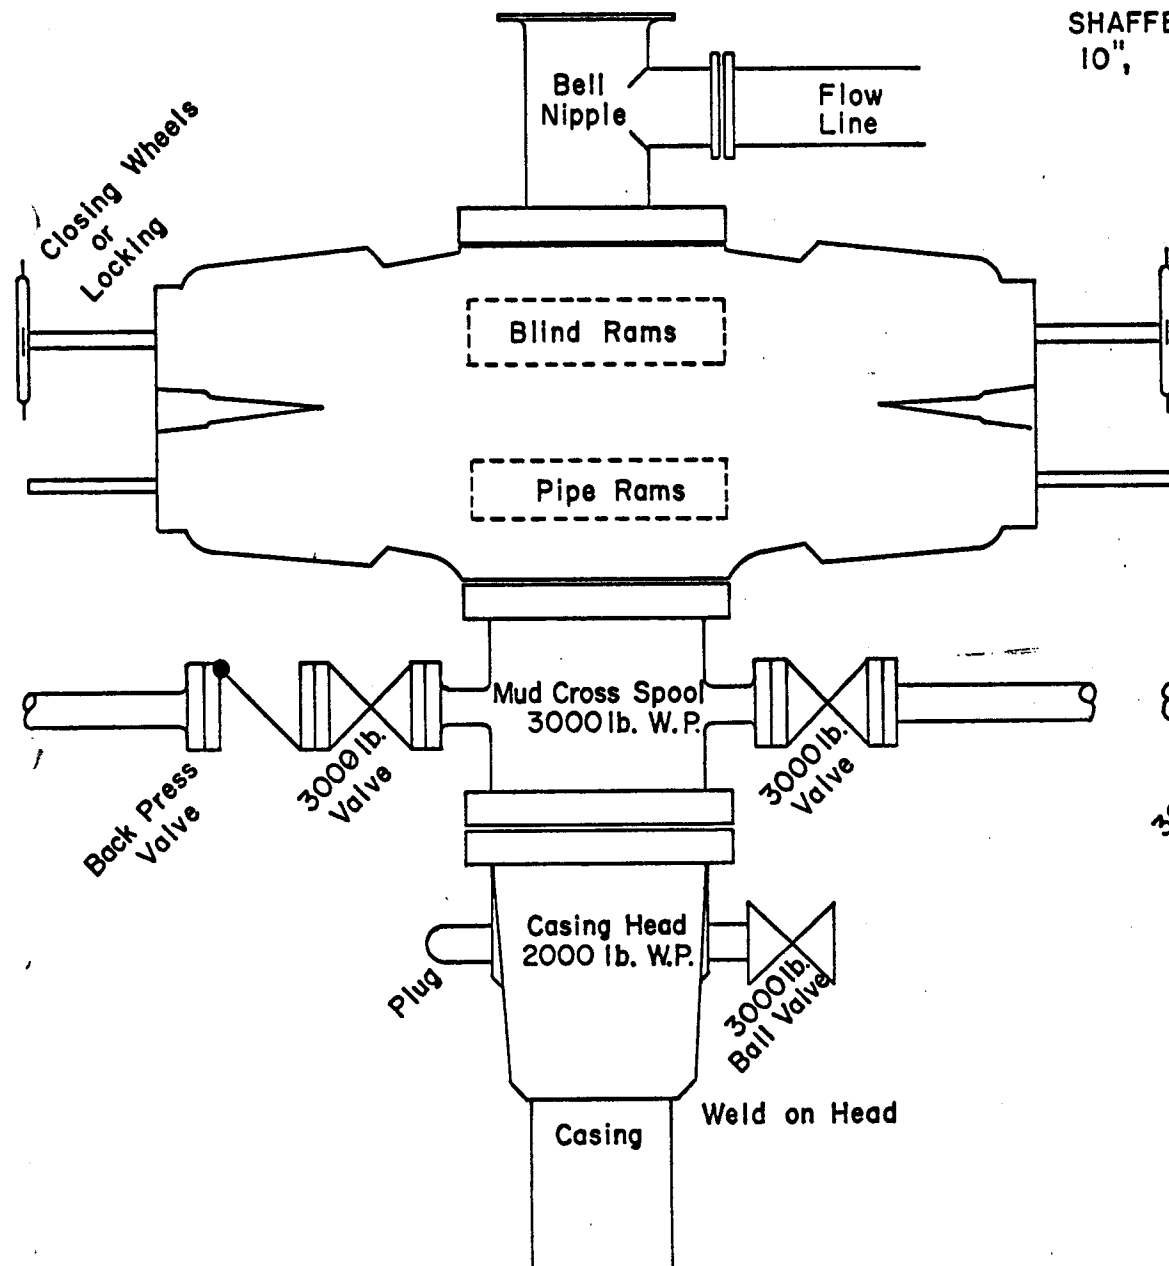 SHAFFE
10",
Bell
Nipple
Flow
Line
Closing Wheels
or
Locking
Blind Rams
Pipe Rams
Mud Cross Spool
3000 lb. W.P.
3000 lb.
Valve
3000 lb.
Valve
Back Press
Valve
Casing Head
2000 lb. W.P.
Plug
3000 lb.
Ball Valve
Weld on Head
Casing